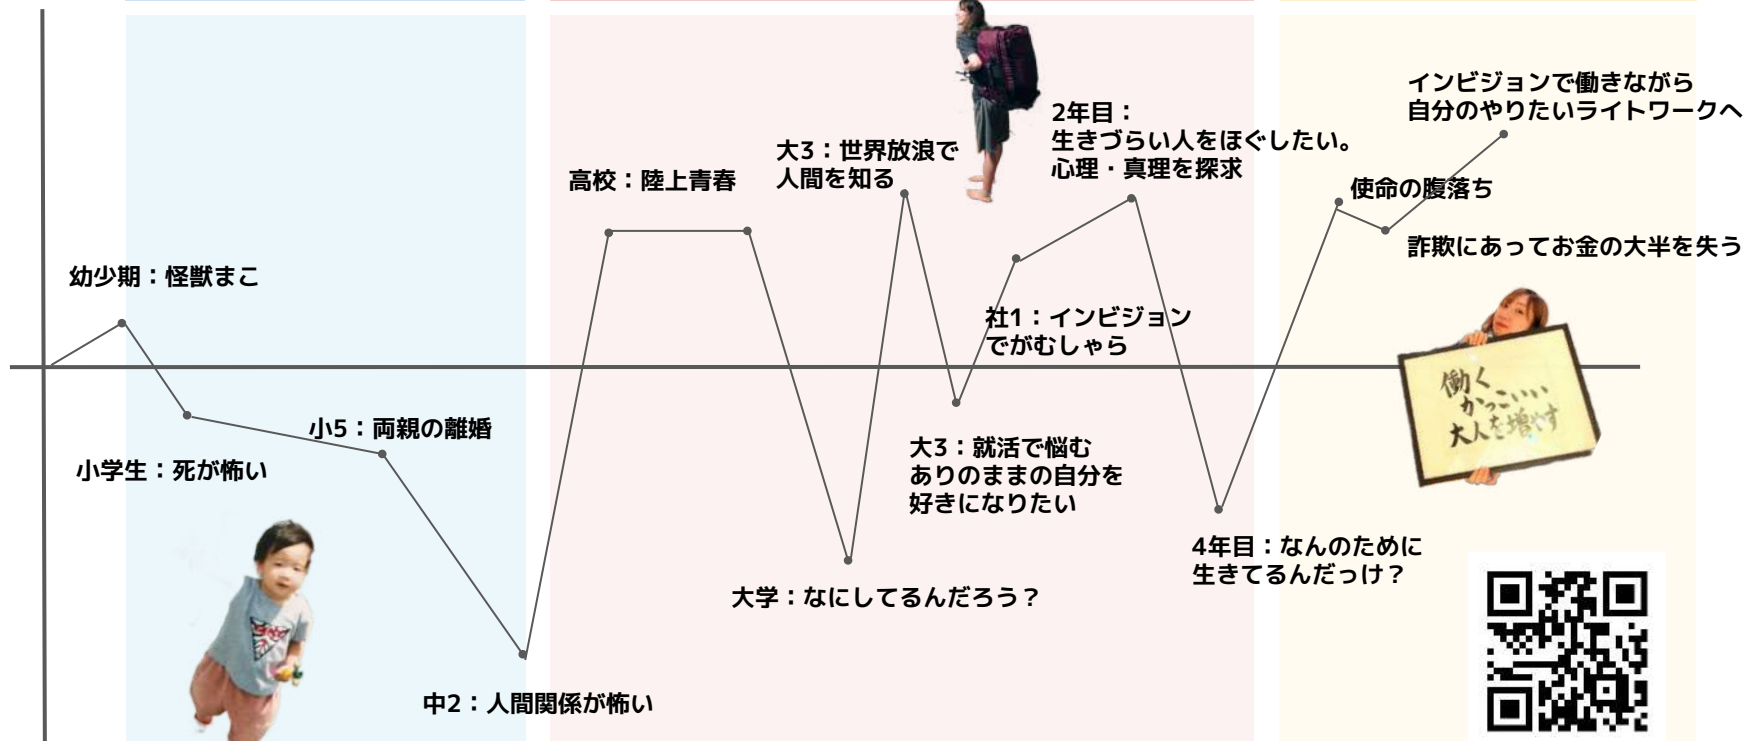 幼少期：怪獣まこ
小学生：死が怖い
小5：両親の離婚
中2：人間関係が怖い
高校：陸上青春
大学：なにしてるんだろう？
大3：世界放浪で
人間を知る
大3：就活で悩む
ありのままの自分を
好きになりたい
社1：インビジョン
でがむしゃら
2年目：
生きづらい人をほぐしたい。
心理・真理を探求
4年目：なんのために
生きてるんだっけ？
使命の腹落ち
詐欺にあってお金の大半を失う
インビジョンで働きながら
自分のやりたいライトワークへ
働く
かっこいい
大人を増やす